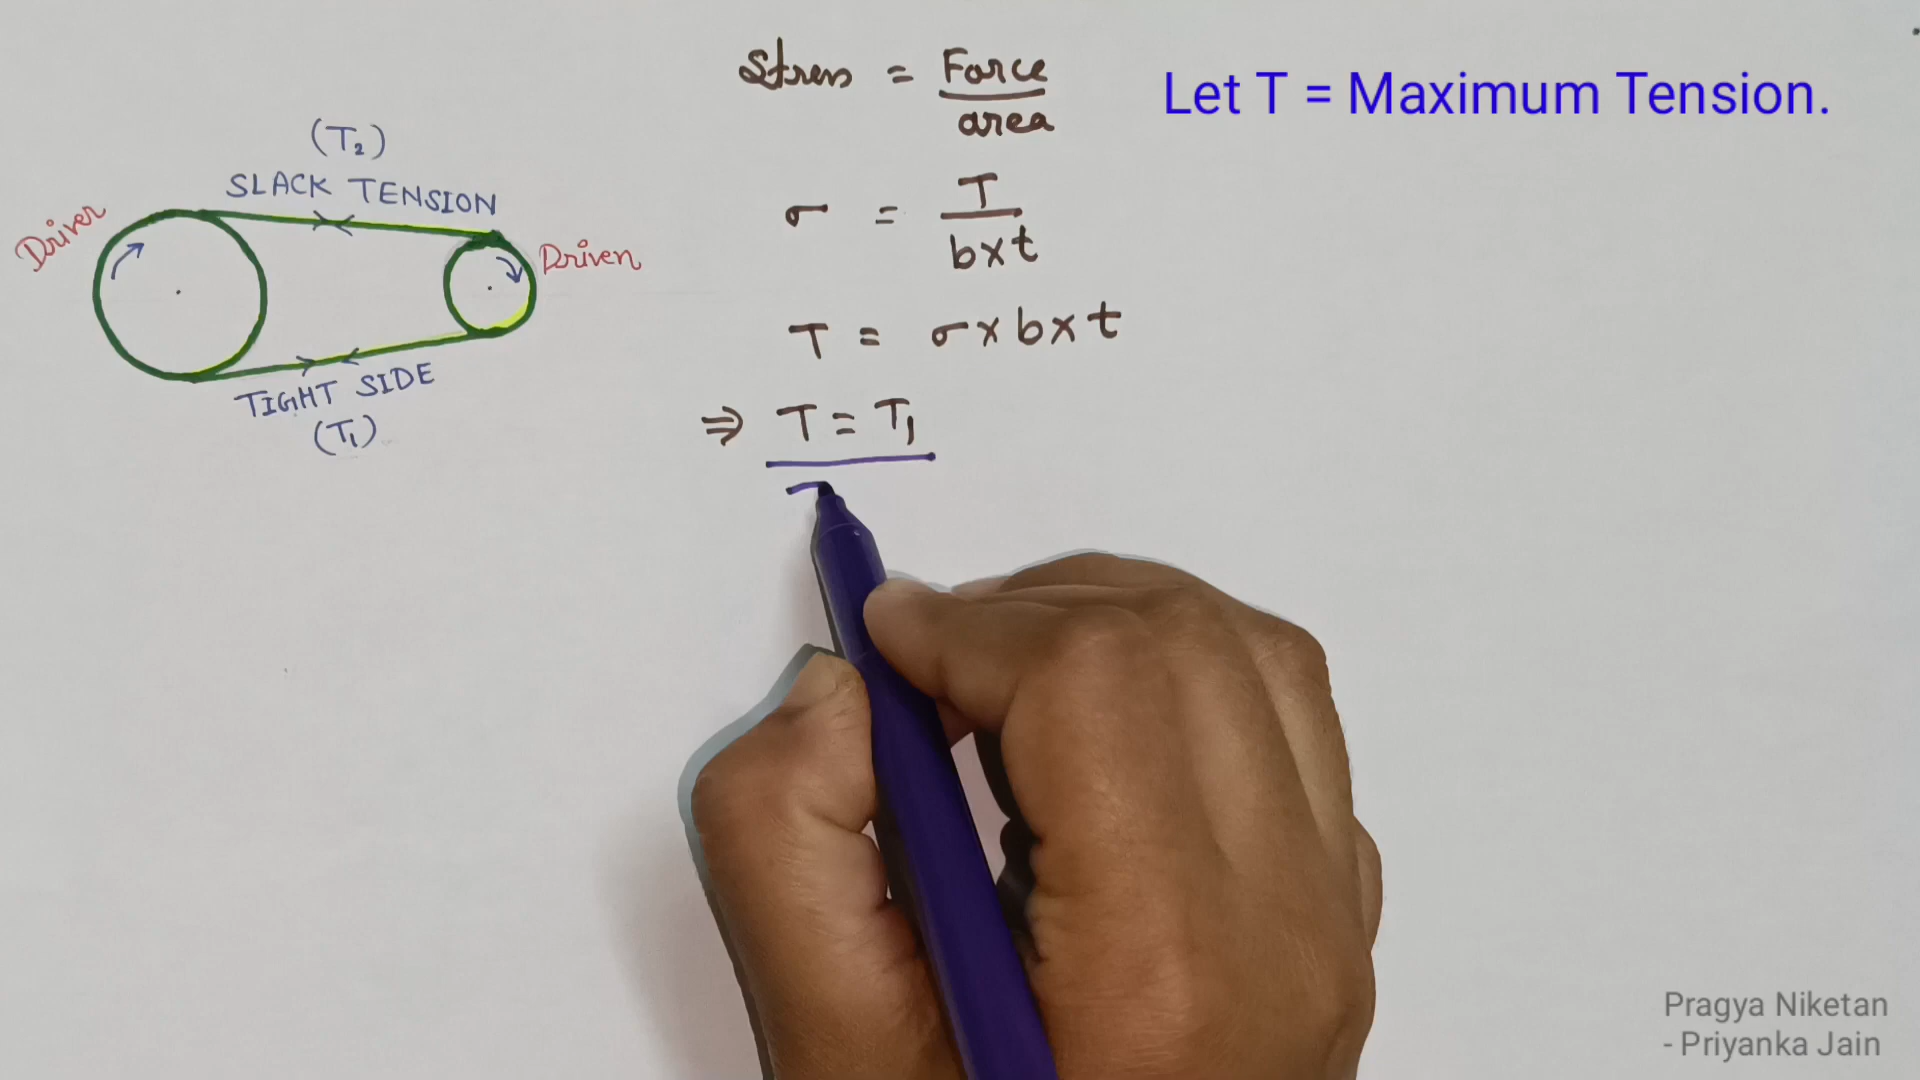 Stress = Force
area
Let T = Maximum Tension.
(T₂)
SLACK TENSION
Driver
Driven
σ = T
b×t
T = σ×b×t
TIGHT SIDE
(T₁)
⇒ T = T₁
Pragya Niketan
- Priyanka Jain